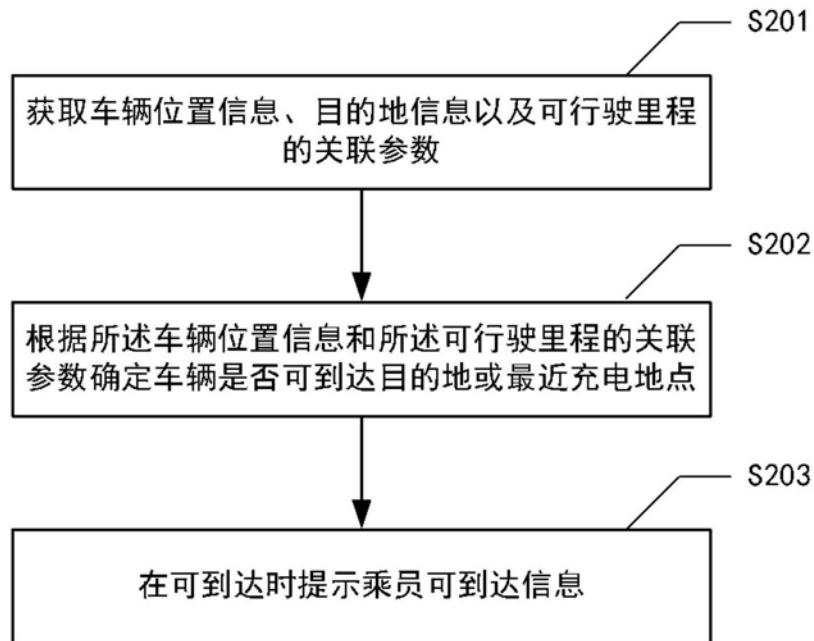 S201
获取车辆位置信息、目的地信息以及可行驶里程
的关联参数
S202
根据所述车辆位置信息和所述可行驶里程的关联
参数确定车辆是否可到达目的地或最近充电地点
S203
在可到达时提示乘员可到达信息